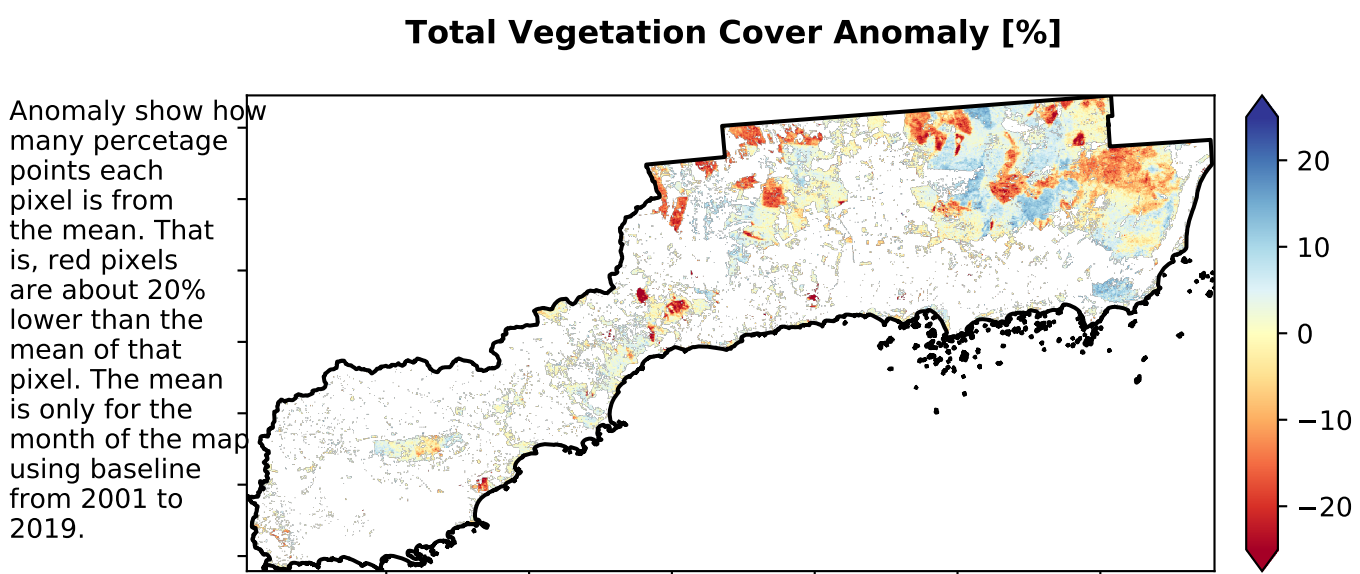 Total Vegetation Cover Anomaly [%]
Anomaly show how
many percetage
points each
pixel is from
the mean. That
is, red pixels
are about 20%
lower than the
mean of that
pixel. The mean
is only for the
month of the map
using baseline
from 2001 to
2019.
20
10
0
−10
−20